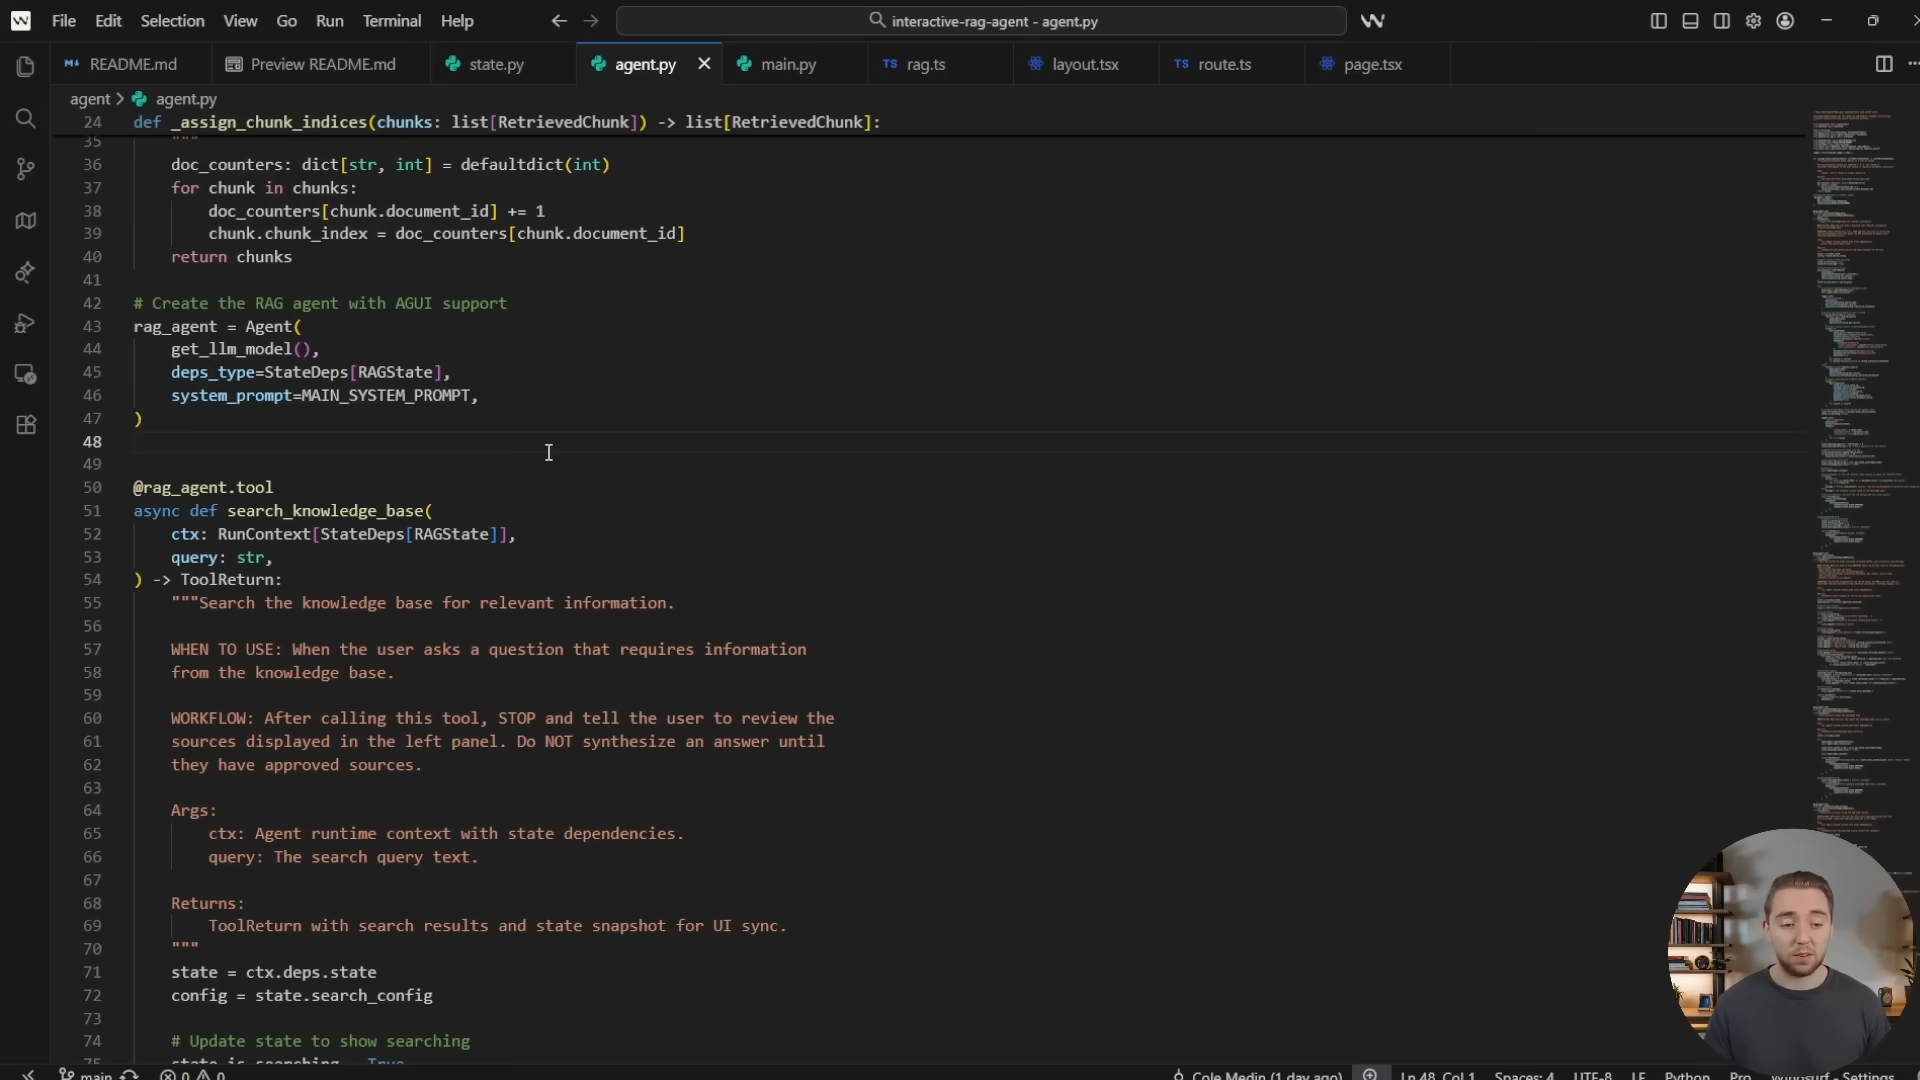 File Edit Selection View Go Run Terminal Help interactive-rag-agent - agent.py
README.md Preview README.md state.py agent.py main.py TS rag.ts layout.tsx TS route.ts page.tsx
agent > agent.py
24 def _assign_chunk_indices(chunks: list[RetrievedChunk]) -> list[RetrievedChunk]:
35 """
36 doc_counters: dict[str, int] = defaultdict(int)
37 for chunk in chunks:
38 doc_counters[chunk.document_id] += 1
39 chunk.chunk_index = doc_counters[chunk.document_id]
40 return chunks
41
42 # Create the RAG agent with AGUI support
43 rag_agent = Agent(
44 get_llm_model(),
45 deps_type=StateDeps[RAGState],
46 system_prompt=MAIN_SYSTEM_PROMPT,
47 )
48
49
50 @rag_agent.tool
51 async def search_knowledge_base(
52 ctx: RunContext[StateDeps[RAGState]],
53 query: str,
54 ) -> ToolReturn:
55 """Search the knowledge base for relevant information.
56
57 WHEN TO USE: When the user asks a question that requires information
58 from the knowledge base.
59
60 WORKFLOW: After calling this tool, STOP and tell the user to review the
61 sources displayed in the left panel. Do NOT synthesize an answer until
62 they have approved sources.
63
64 Args:
65 ctx: Agent runtime context with state dependencies.
66 query: The search query text.
67
68 Returns:
69 ToolReturn with search results and state snapshot for UI sync.
70 """
71 state = ctx.deps.state
72 config = state.search_config
73
74 # Update state to show searching
75 state.is_searching = True
main 0 0 Cole Medin (1 day ago) Ln 48, Col 1 Spaces: 4 UTF-8 LF Python Pro Windsurf - Settings